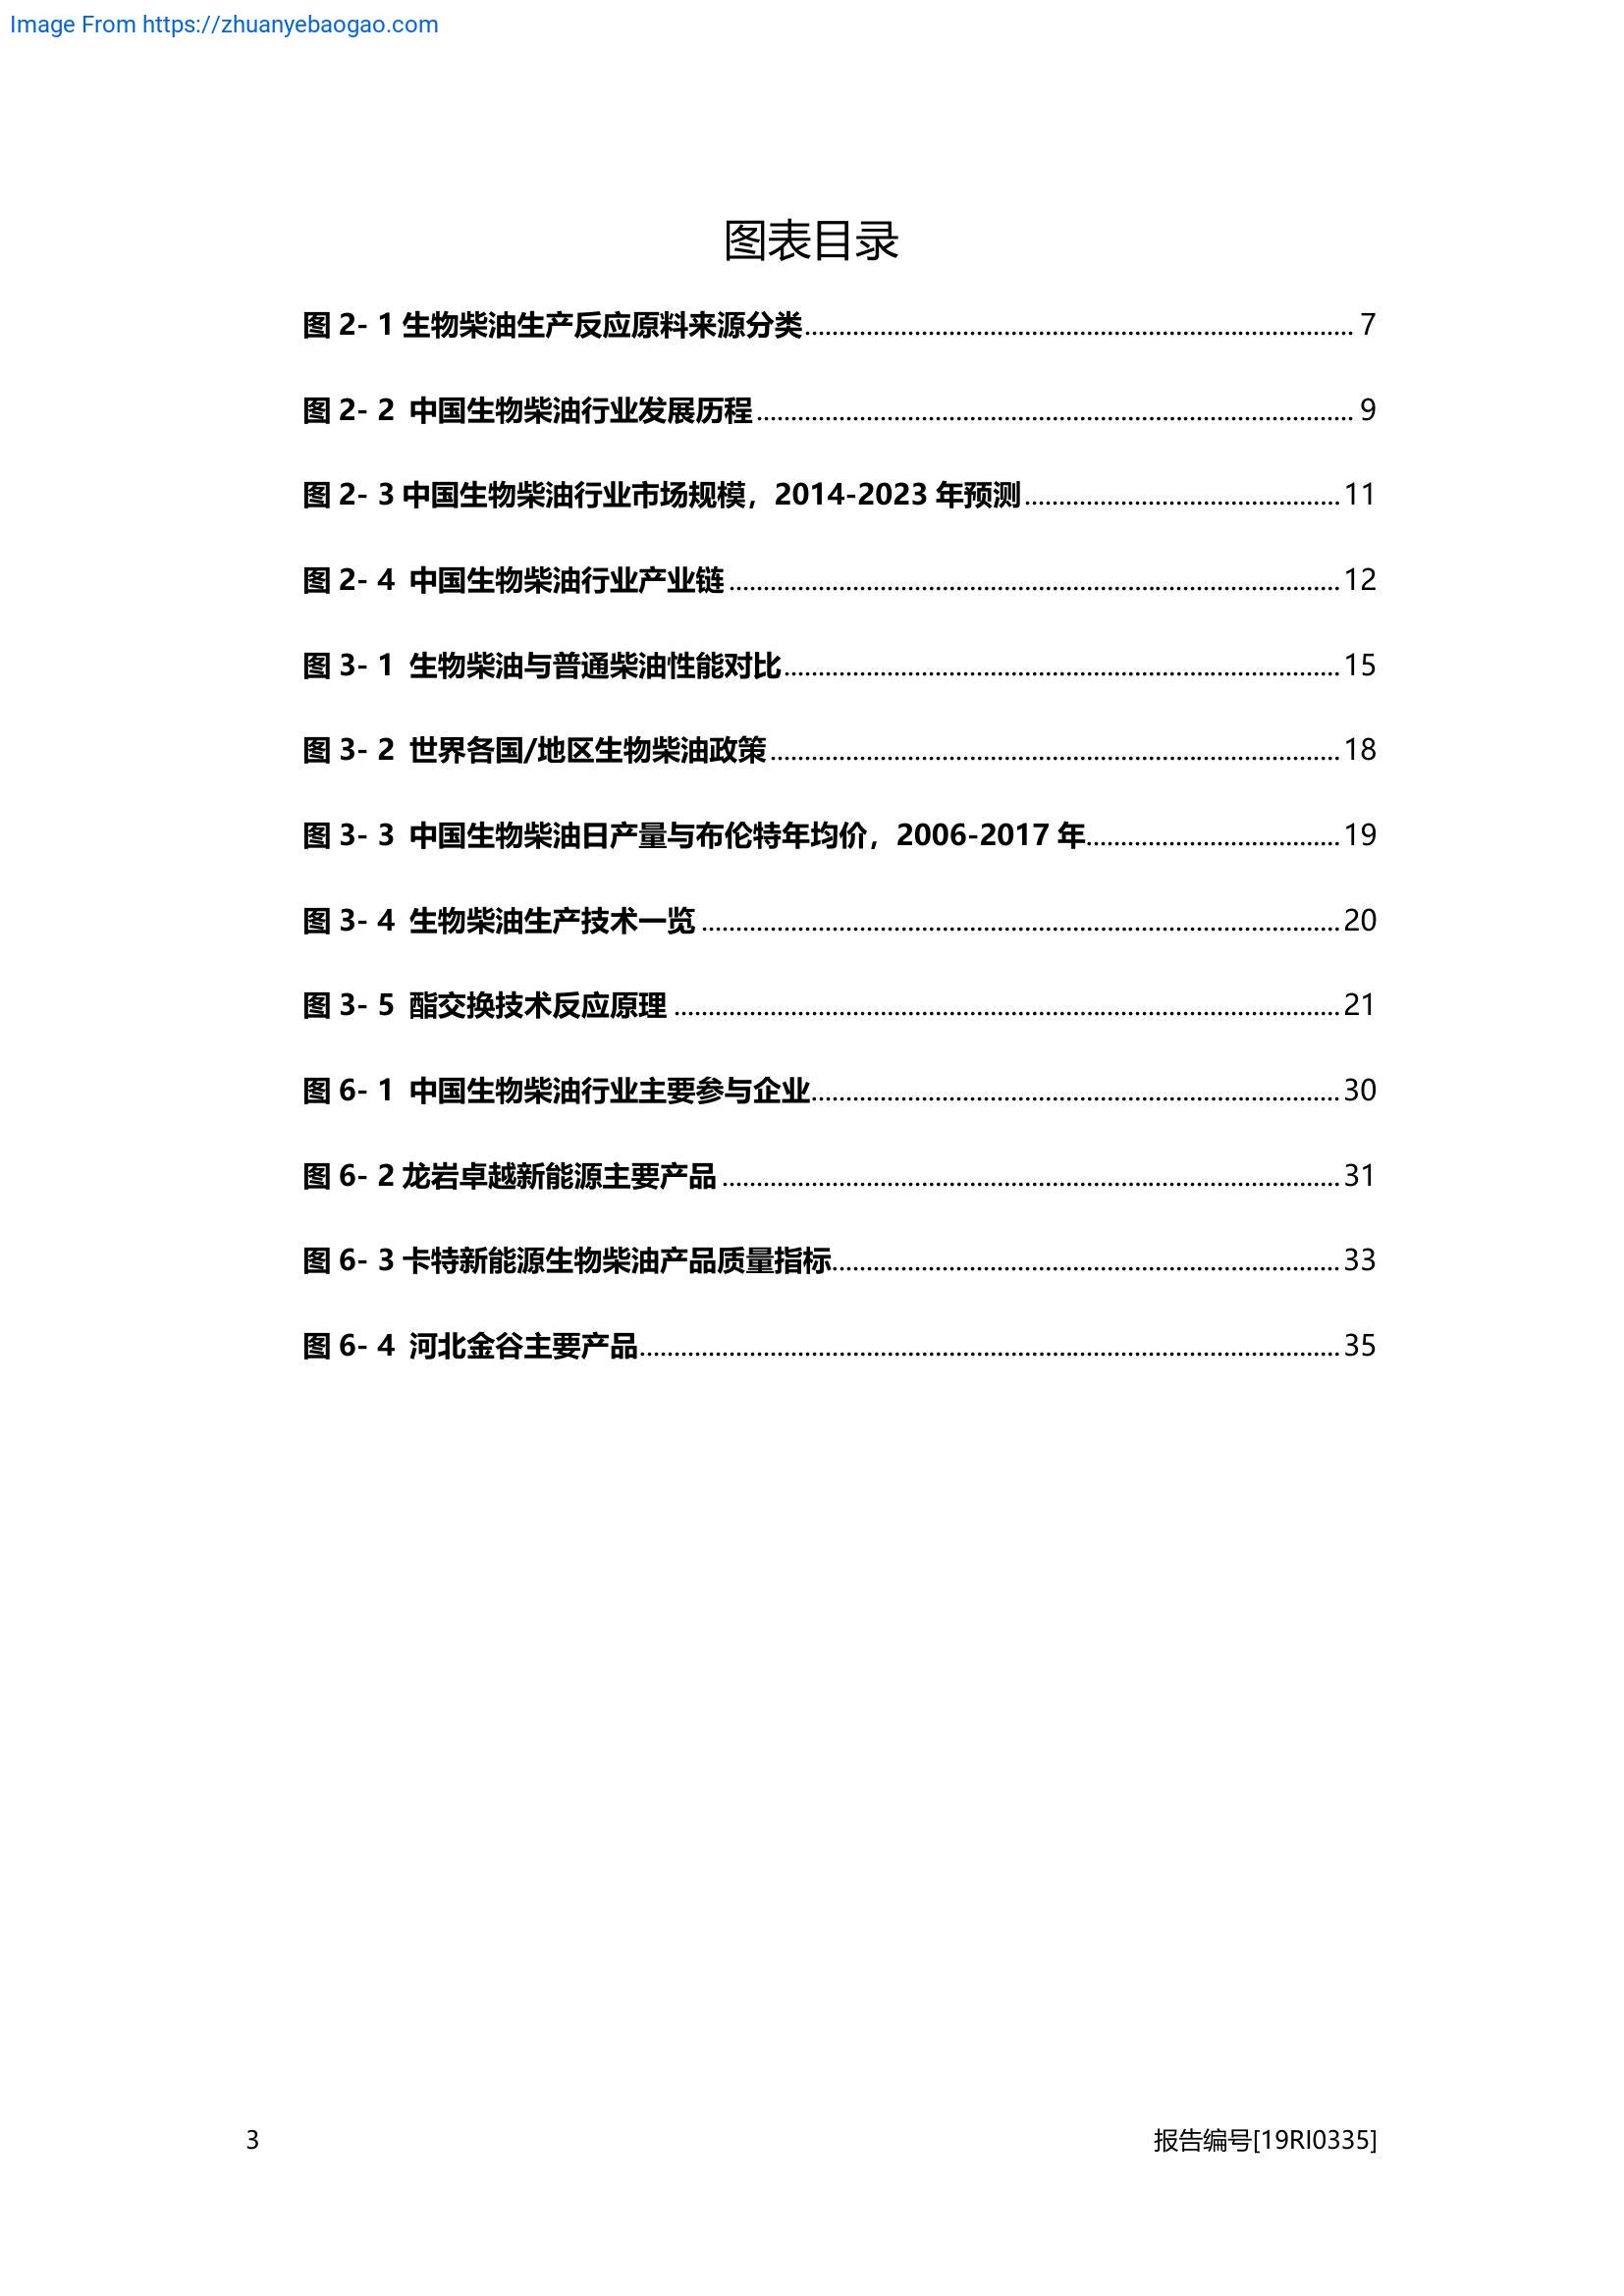 Image From https://zhuanyebaogao.com
图表目录
图 2- 1 生物柴油生产反应原料来源分类................................................................................ 7
图 2- 2 中国生物柴油行业发展历程....................................................................................... 9
图 2- 3 中国生物柴油行业市场规模，2014-2023 年预测.............................................. 11
图 2- 4 中国生物柴油行业产业链......................................................................................... 12
图 3- 1 生物柴油与普通柴油性能对比................................................................................. 15
图 3- 2 世界各国/地区生物柴油政策................................................................................... 18
图 3- 3 中国生物柴油日产量与布伦特年均价，2006-2017 年..................................... 19
图 3- 4 生物柴油生产技术一览............................................................................................. 20
图 3- 5 酯交换技术反应原理................................................................................................. 21
图 6- 1 中国生物柴油行业主要参与企业............................................................................. 30
图 6- 2 龙岩卓越新能源主要产品.......................................................................................... 31
图 6- 3 卡特新能源生物柴油产品质量指标.......................................................................... 33
图 6- 4 河北金谷主要产品...................................................................................................... 35
3 报告编号[19RI0335]